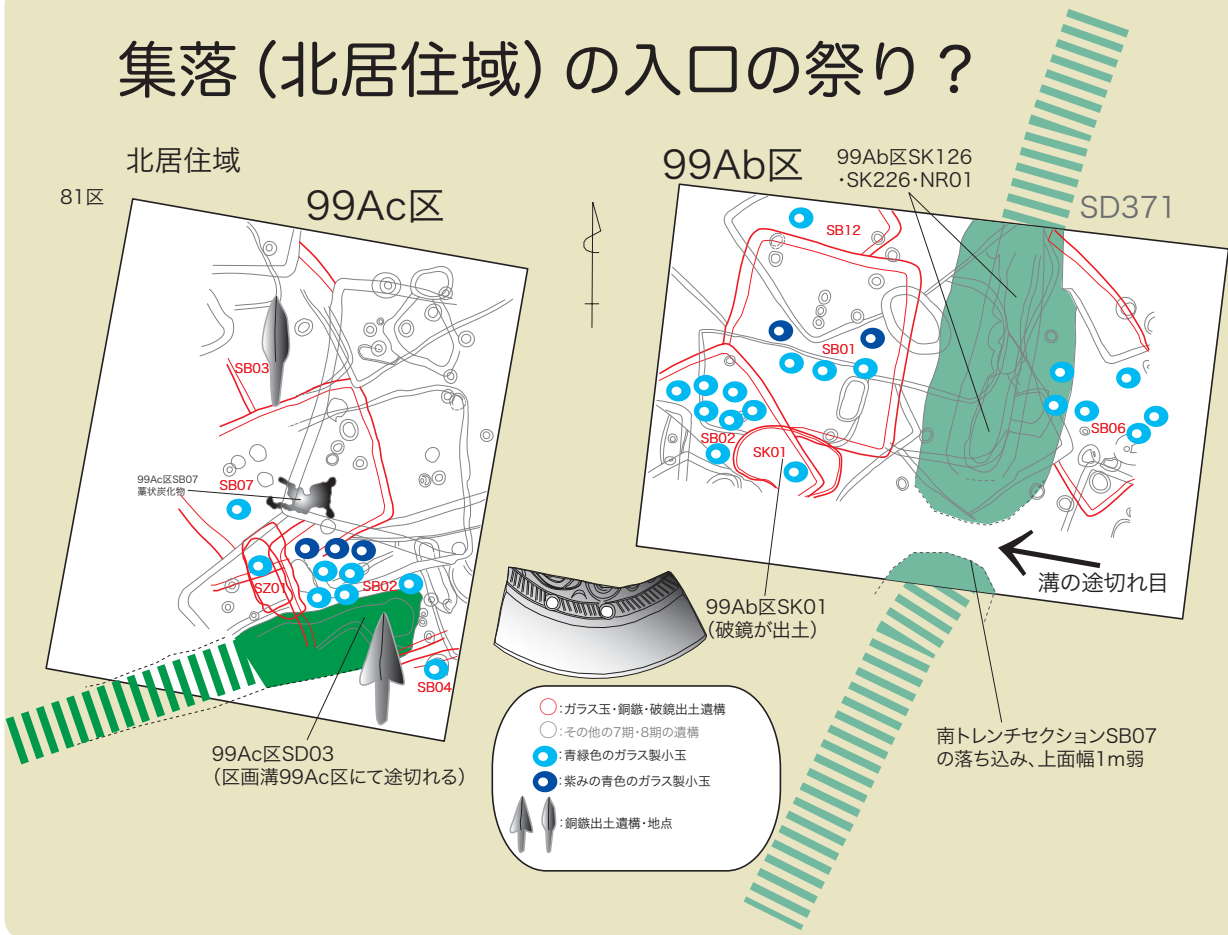 集落（北居住域）の入口の祭り？
北居住域
81区
99Ac区
SB03
99Ac区SB07
藁状炭化物
SB07
SZ01
SB02
SB04
99Ac区SD03
（区画溝99Ac区にて途切れる）
99Ab区
99Ab区SK126
・SK226・NR01
SD371
SB12
SB01
SB02
SK01
SB06
溝の途切れ目
99Ab区SK01
（破鏡が出土）
南トレンチセクションSB07
の落ち込み、上面幅1m弱
：ガラス玉・銅鏃・破鏡出土遺構
：その他の7期・8期の遺構
：青緑色のガラス製小玉
：紫みの青色のガラス製小玉
：銅鏃出土遺構・地点